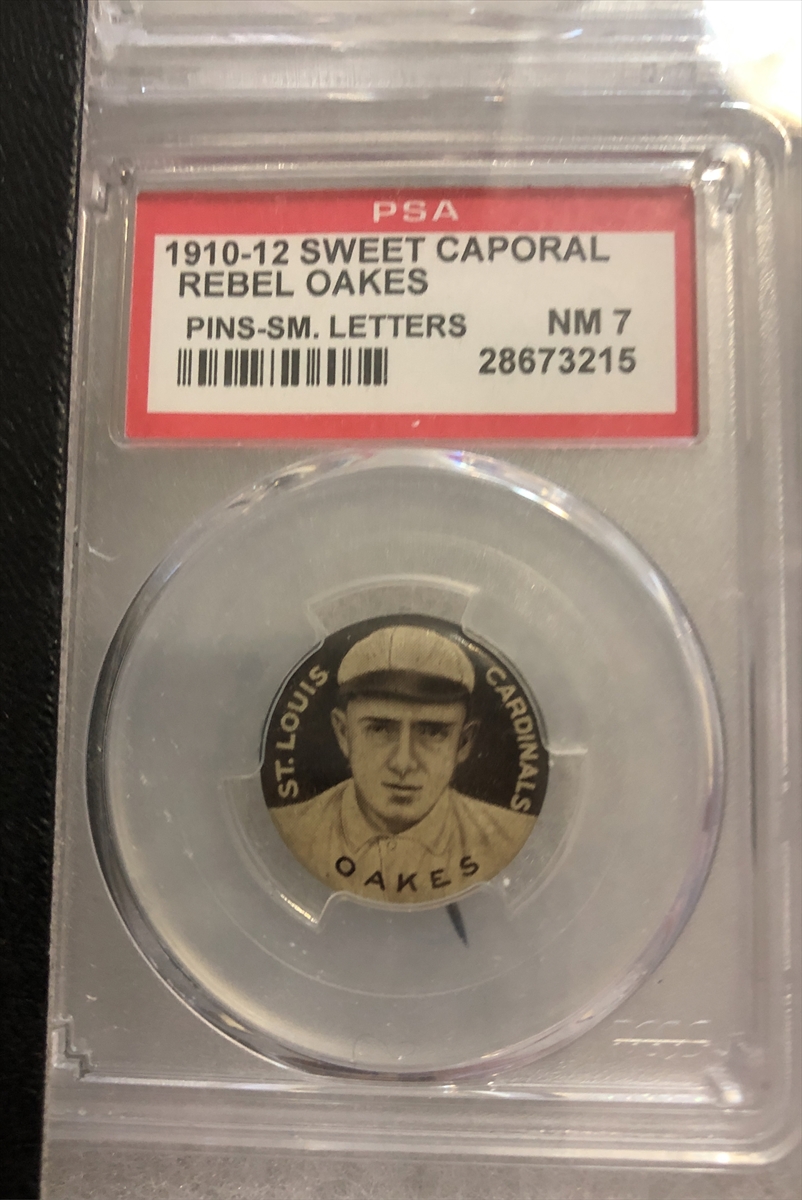 PSA
1910-12 SWEET CAPORAL
REBEL OAKES
PINS-SM. LETTERS NM 7
28673215
ST. LOUIS CARDINALS
OAKES